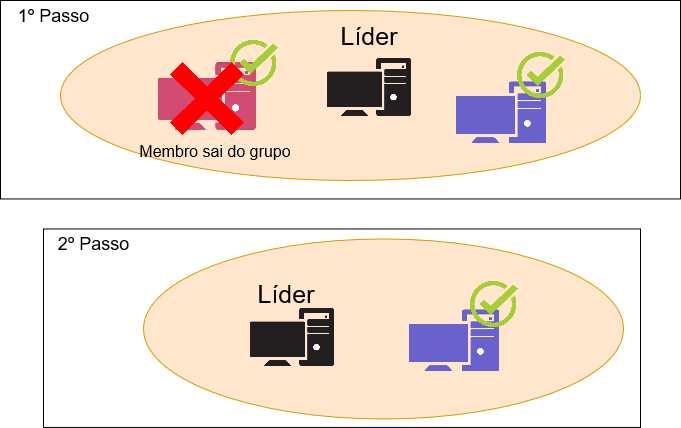 1º Passo
Líder
Membro sai do grupo
2º Passo
Líder